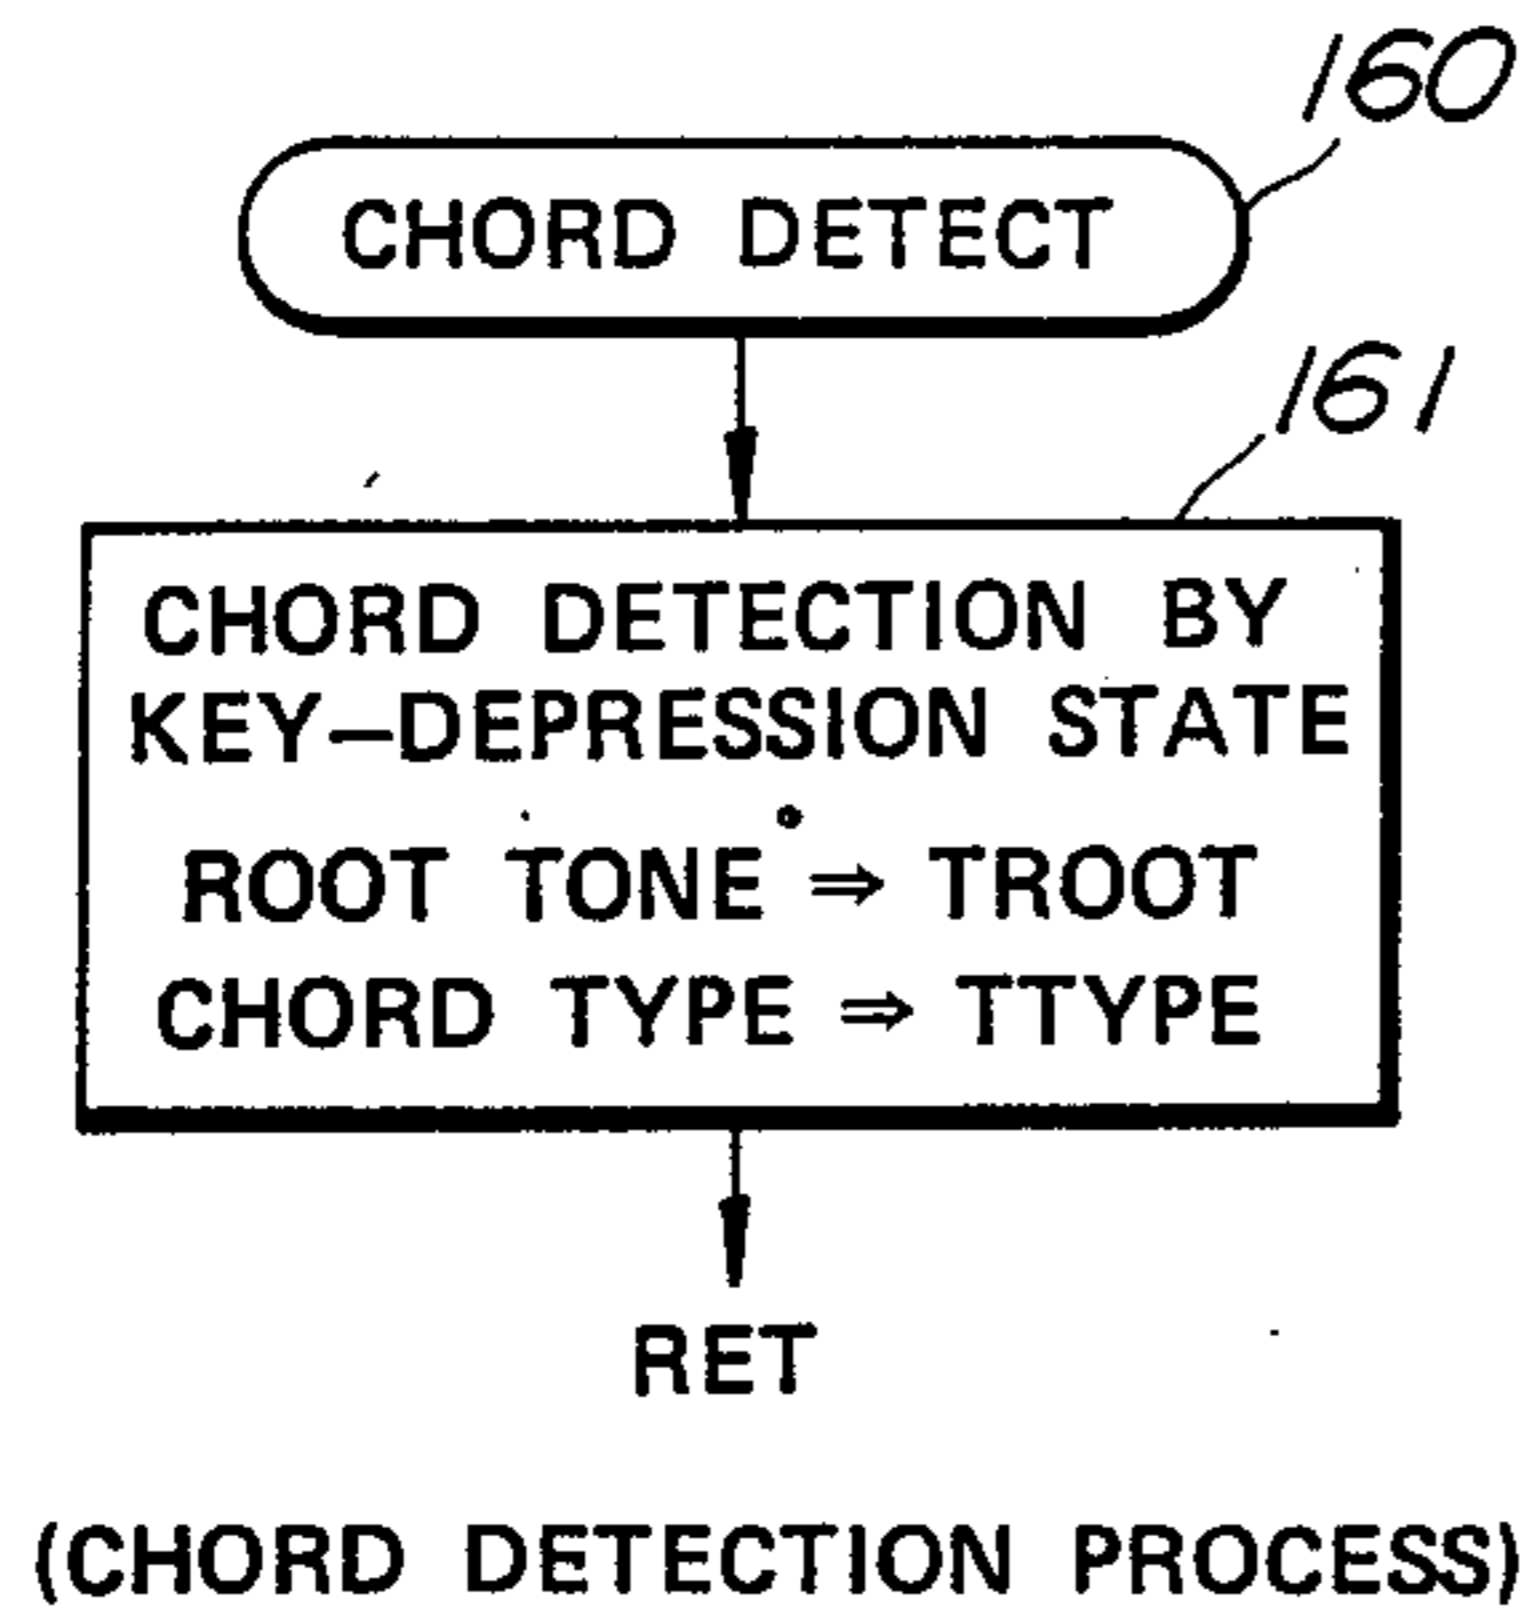 160
CHORD DETECT
161
CHORD DETECTION BY
KEY–DEPRESSION STATE
ROOT TONE ⇒ TROOT
CHORD TYPE ⇒ TTYPE
RET
(CHORD DETECTION PROCESS)